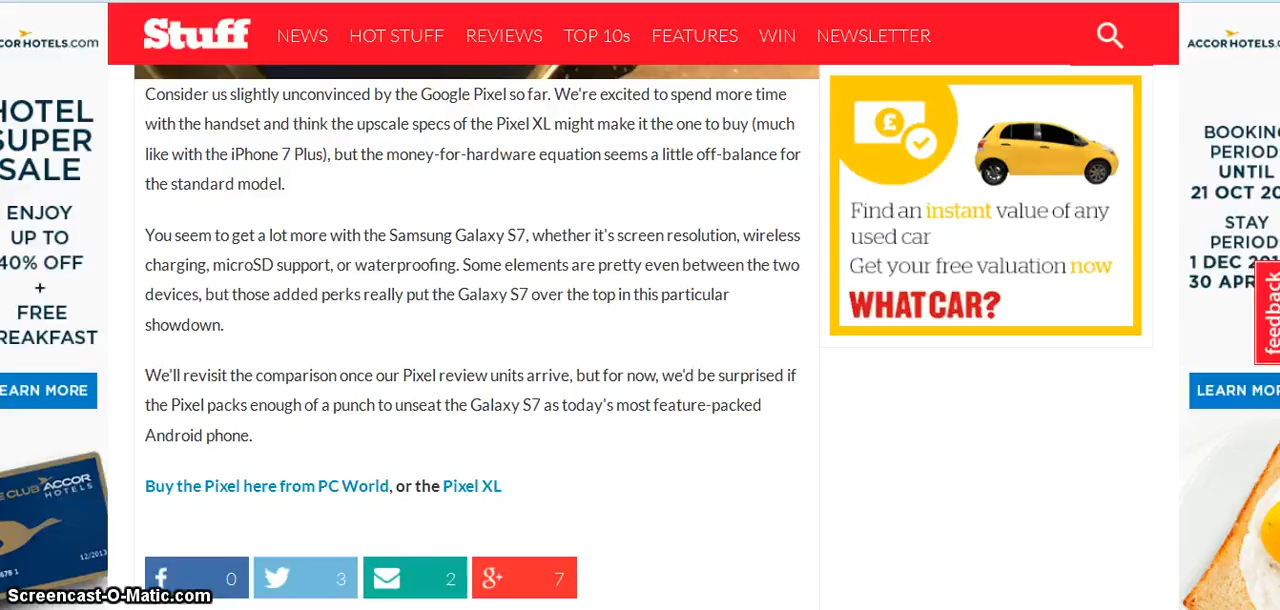 Stuff NEWS HOT STUFF REVIEWS TOP 10s FEATURES WIN NEWSLETTER
Consider us slightly unconvinced by the Google Pixel so far. We're excited to spend more time
with the handset and think the upscale specs of the Pixel XL might make it the one to buy (much
like with the iPhone 7 Plus), but the money-for-hardware equation seems a little off-balance for
the standard model.
You seem to get a lot more with the Samsung Galaxy S7, whether it's screen resolution, wireless
charging, microSD support, or waterproofing. Some elements are pretty even between the two
devices, but those added perks really put the Galaxy S7 over the top in this particular
showdown.
We'll revisit the comparison once our Pixel review units arrive, but for now, we'd be surprised if
the Pixel packs enough of a punch to unseat the Galaxy S7 as today's most feature-packed
Android phone.
Buy the Pixel here from PC World, or the Pixel XL
0 3 2 g+ 7
CORHOTELS.com
HOTEL
SUPER
SALE
ENJOY
UP TO
40% OFF
+
FREE
REAKFAST
EARN MORE
CLUB ACCOR
HOTELS
12/2013
Screencast-O-Matic.com
£
Find an instant value of any
used car
Get your free valuation now
WHAT CAR?
ACCORHOTELS.c
BOOKING
PERIOD
UNTIL
21 OCT 20
STAY
PERIOD
1 DEC 201
30 APR
feedback
LEARN MOR